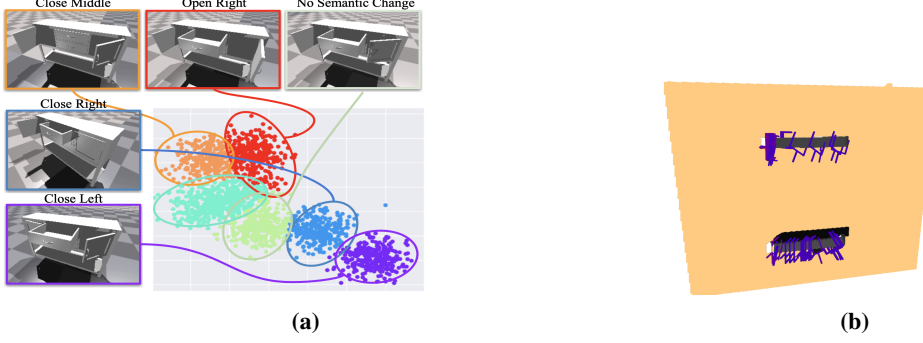 Close Middle
Open Right
No Semantic Change
Close Right
Close Left
(a)
(b)